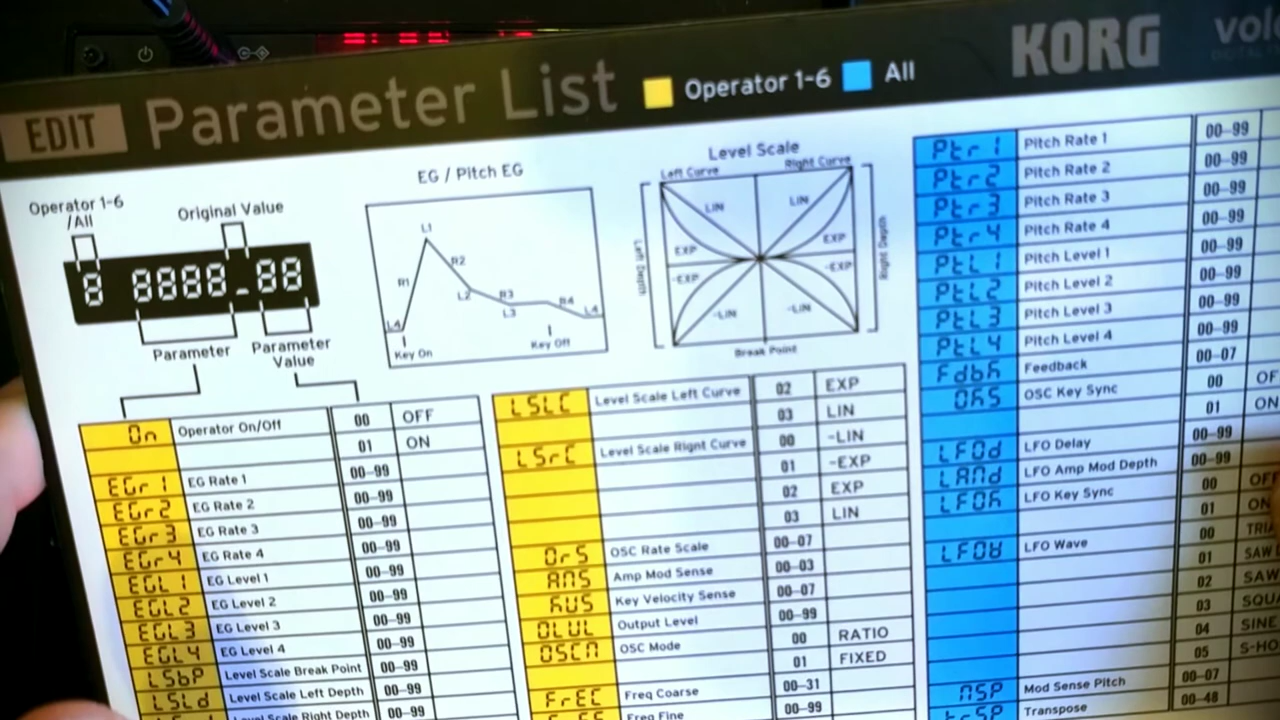 KORG
EDIT Parameter List Operator 1-6 All
Operator 1-6
/All
Original Value
Parameter
Parameter
Value
EG / Pitch EG
L1
R1
R2
L2
R3
L3
R4
L4
L4
Key On
Key Off
Level Scale
Left Curve
Right Curve
LIN
LIN
EXP
EXP
-EXP
-EXP
-LIN
-LIN
Left Depth
Right Depth
Break Point
On Operator On/Off 00 OFF
01 ON
EGr1 EG Rate 1 00–99
EGr2 EG Rate 2 00–99
EGr3 EG Rate 3 00–99
EGr4 EG Rate 4 00–99
EGL1 EG Level 1 00–99
EGL2 EG Level 2 00–99
EGL3 EG Level 3 00–99
EGL4 EG Level 4 00–99
LSbP Level Scale Break Point 00–99
LSLd Level Scale Left Depth 00–99
Level Scale Right Depth 00–99
LSLC Level Scale Left Curve 02 EXP
03 LIN
LSrC Level Scale Right Curve 00 -LIN
01 -EXP
02 EXP
03 LIN
OrS OSC Rate Scale 00–07
AMS Amp Mod Sense 00–03
KVS Key Velocity Sense 00–07
OLVL Output Level 00–99
OSCM OSC Mode 00 RATIO
01 FIXED
FrEC Freq Coarse 00–31
Freq Fine 00–99
Ptr1 Pitch Rate 1 00–99
Ptr2 Pitch Rate 2 00–99
Ptr3 Pitch Rate 3 00–99
Ptr4 Pitch Rate 4 00–99
PtL1 Pitch Level 1 00–99
PtL2 Pitch Level 2 00–99
PtL3 Pitch Level 3 00–99
PtL4 Pitch Level 4 00–99
Fdbk Feedback 00–07
OKS OSC Key Sync 00
01 ON
LFOd LFO Delay 00–99
LAMd LFO Amp Mod Depth 00–99
LFOK LFO Key Sync 00
01 ON
LFOW LFO Wave 00
01 SAW
02 SAW
03
04 SINE
05
MSP Mod Sense Pitch 00–07
trSP Transpose 00–48